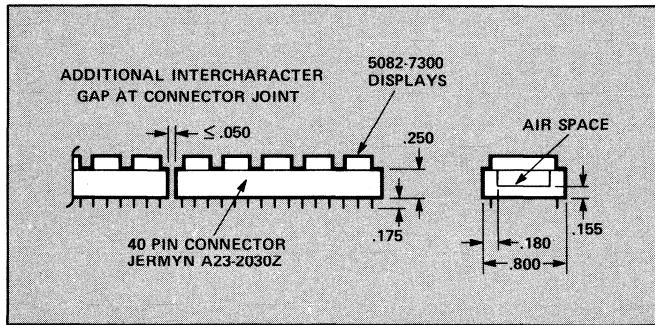 ADDITIONAL INTERCHARACTER
GAP AT CONNECTOR JOINT
5082-7300
DISPLAYS
≤ .050
.250
AIR SPACE
.175
.155
40 PIN CONNECTOR
JERMYN A23-2030Z
.180
.800